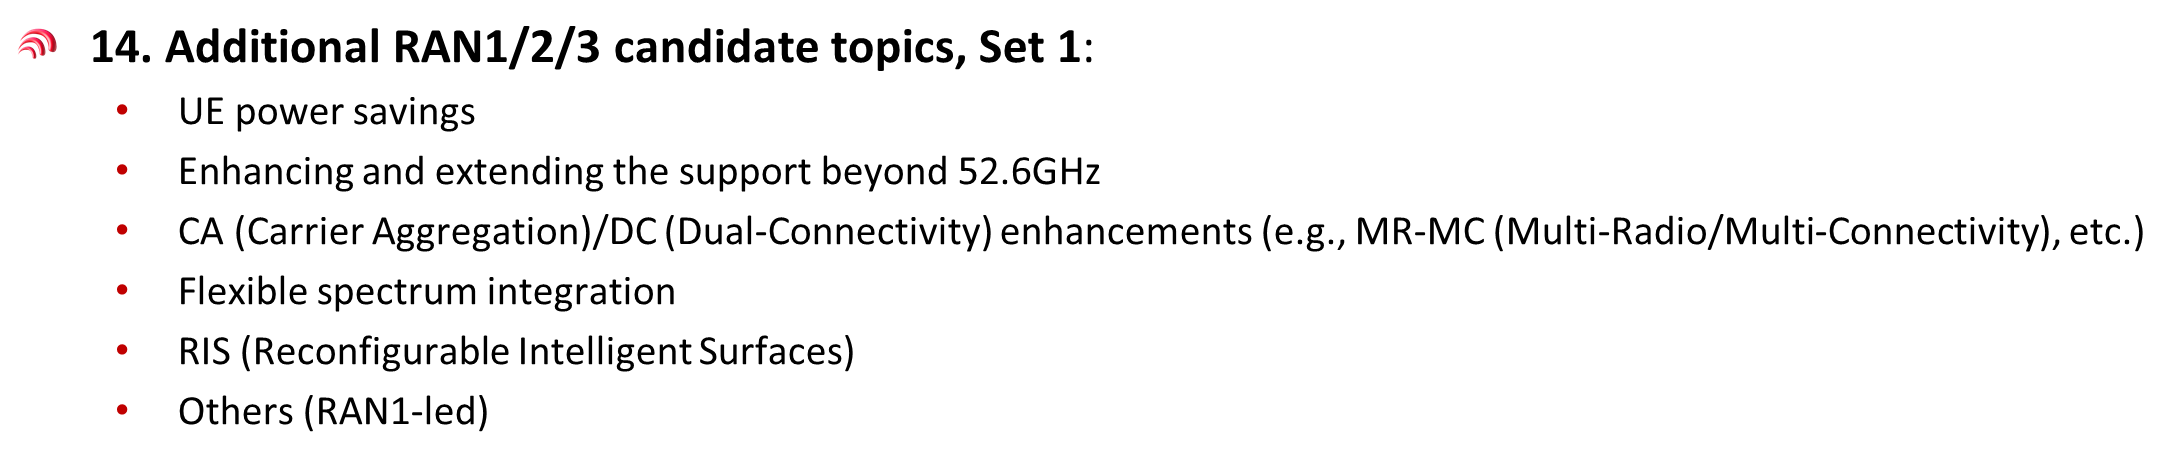 14. Additional RAN1/2/3 candidate topics, Set 1:
• UE power savings
• Enhancing and extending the support beyond 52.6GHz
• CA (Carrier Aggregation)/DC (Dual-Connectivity) enhancements (e.g., MR-MC (Multi-Radio/Multi-Connectivity), etc.)
• Flexible spectrum integration
• RIS (Reconfigurable Intelligent Surfaces)
• Others (RAN1-led)